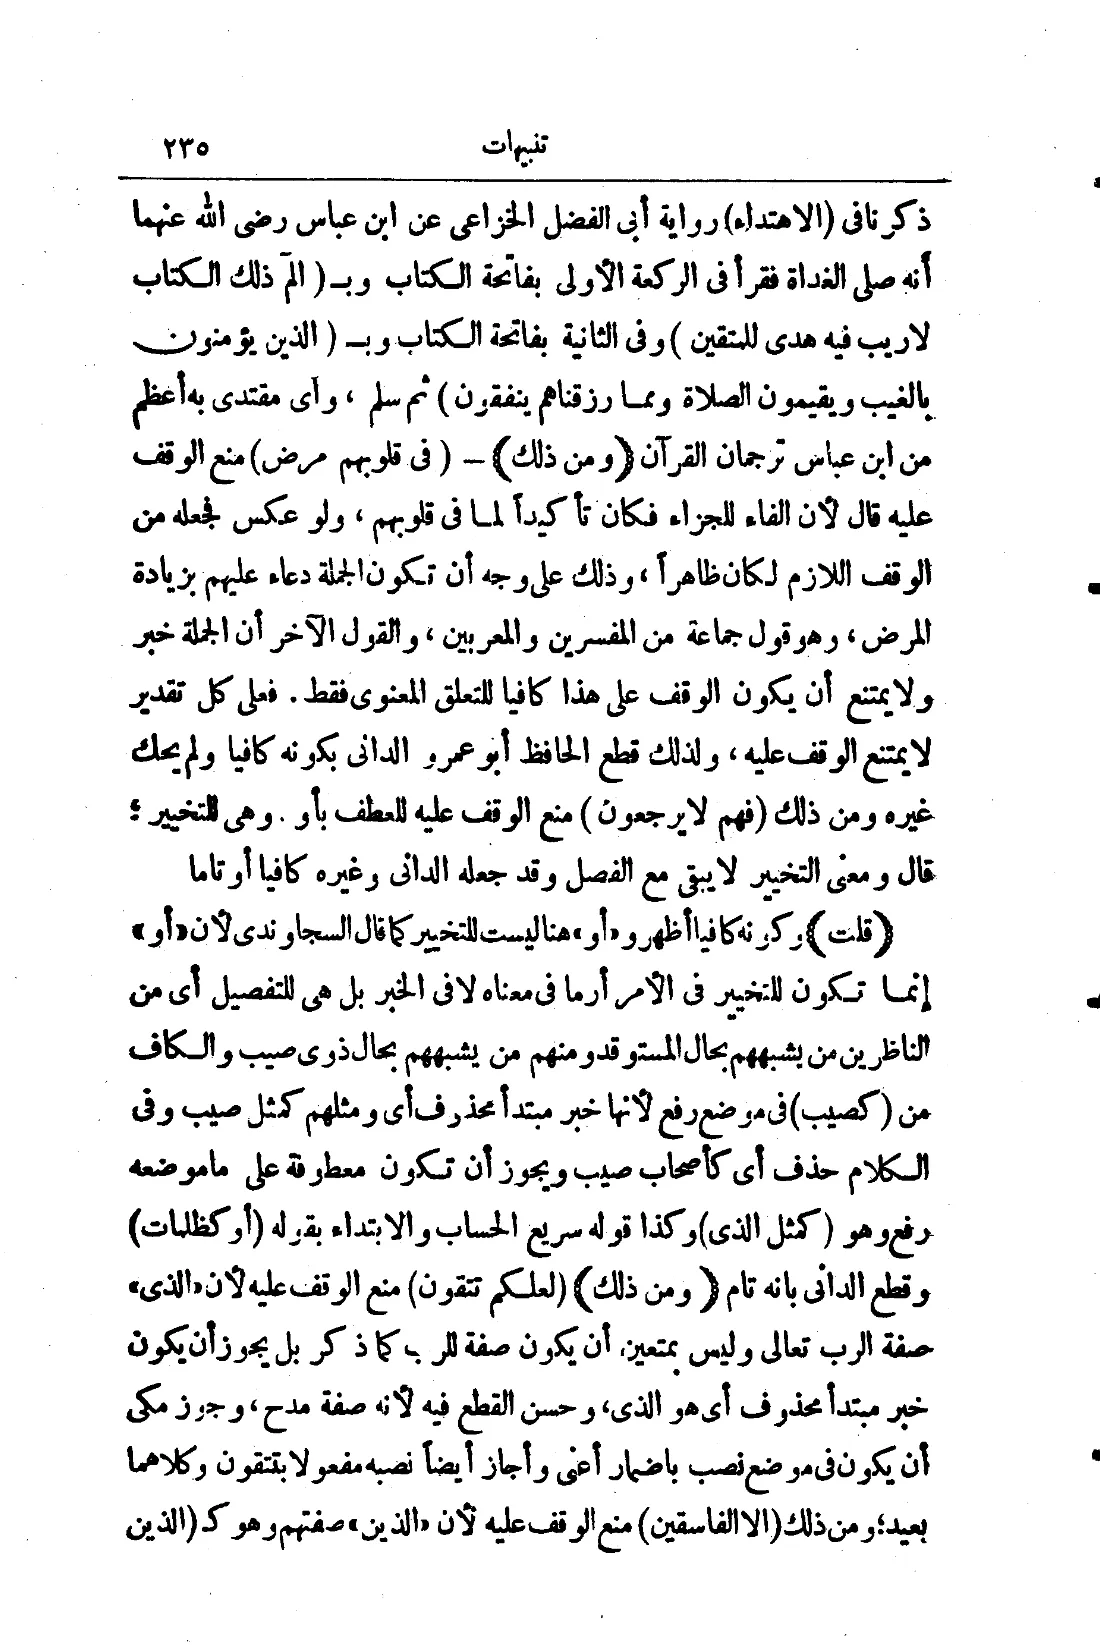 تنبيهات ٢٣٥
ذكرنا فى (الاهتداء) رواية أبى الفضل الخزاعى عن ابن عباس رضى الله عنهما
أنه صلى الغداة فقرأ فى الركعة الأولى بفاتحة الكتاب وبـ ( الٓمٓ ذلك الكتاب
لاريب فيه هدى للمتقين ) وفى الثانية بفاتحة الكتاب وبـ ( الذين يؤمنون
بالغيب ويقيمون الصلاة ومما رزقناهم ينفقون ) ثم سلم ، وأى مقتدى به أعظم
من ابن عباس ترجمان القرآن (ومن ذلك) — ( فى قلوبهم مرض) منع الوقف
عليه قال لأن الفاء للجزاء فكان تأكيداً لما فى قلوبهم ، ولو عكس فجعله من
الوقف اللازم لكان ظاهراً ، وذلك على وجه أن تكون الجملة دعاء عليهم بزيادة
المرض ، وهو قول جماعة من المفسرين والمعربين ، والقول الآخر أن الجملة خبر
ولا يمتنع أن يكون الوقف على هذا كافيا للتعلق المعنوى فقط . فعلى كل تقدير
لا يمتنع الوقف عليه ، ولذلك قطع الحافظ أبو عمرو الدانى بكونه كافيا ولم يحك
غيره ومن ذلك (فهم لا يرجعون ) منع الوقف عليه للعطف بأو . وهى للتخيير ؛
قال ومعنى التخيير لا يبقى مع الفصل وقد جعله الدانى وغيره كافيا أو تاما
(قلت) وكونه كافيا أظهر و «أو» هنا ليست للتخيير كما قال السجاوندى لأن «أو»
إنما تكون للتخيير فى الأمر أو ما فى معناه لا فى الخبر بل هى للتفصيل أى من
الناظرين من يشبههم بحال المستوقد ومنهم من يشبههم بحال ذوى صيب والكاف
من (كصيب) فى موضع رفع لأنها خبر مبتدأ محذوف أى ومثلهم كمثل صيب وفى
الكلام حذف أى كأصحاب صيب ويجوز أن تكون معطوفة على ما موضعه
رفع وهو (كمثل الذى) وكذا قوله سريع الحساب والابتداء بقوله (أو كظلمات)
وقطع الدانى بانه تام (ومن ذلك) (لعلكم تتقون) منع الوقف عليه لأن «الذى»
صفة الرب تعالى وليس بمتعين أن يكون صفة للرب كما ذكر بل يجوز أن يكون
خبر مبتدأ محذوف أى هو الذى، وحسن القطع فيه لأنه صفة مدح ، وجوز مكى
أن يكون فى موضع نصب باضمار أعنى وأجاز أيضاً نصبه مفعولا بتتقون وكلاهما
بعيد؛ ومن ذلك (الا الفاسقين) منع الوقف عليه لأن «الذين» صفتهم وهو كـ (الذين